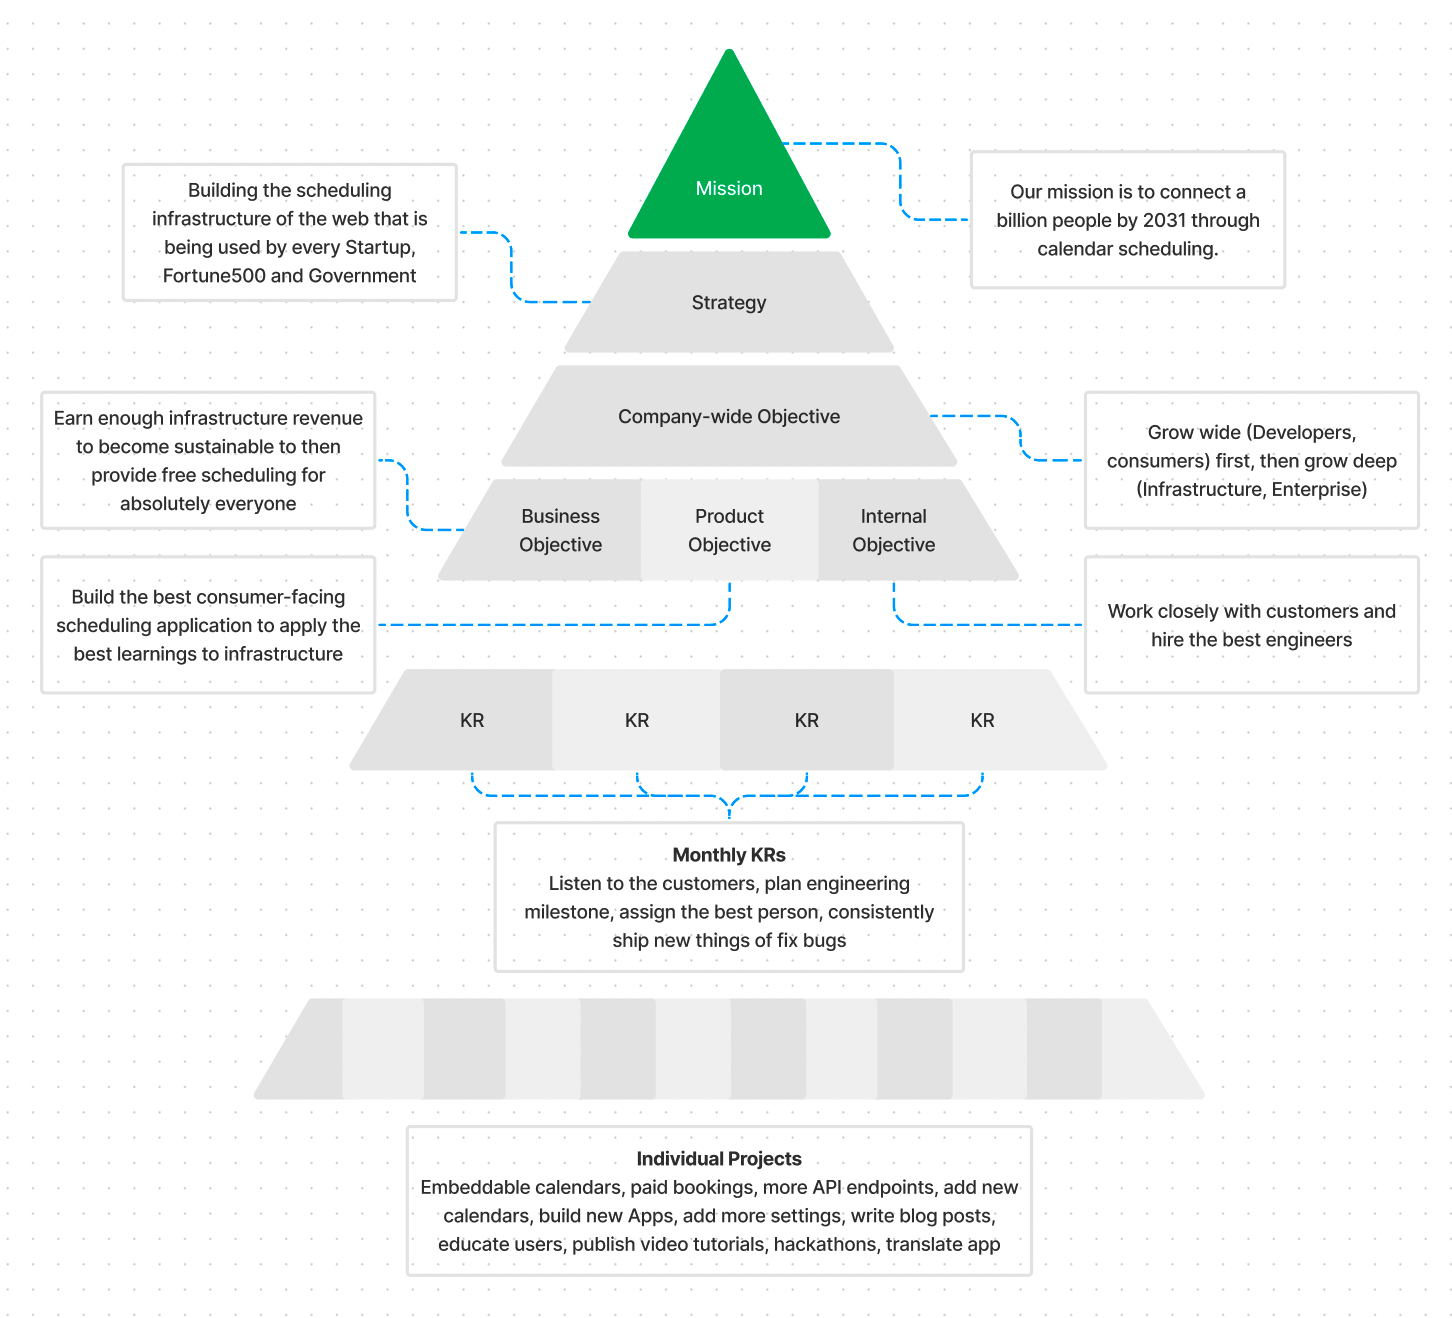 Mission
Building the scheduling
infrastructure of the web that is
being used by every Startup,
Fortune500 and Government
Our mission is to connect a
billion people by 2031 through
calendar scheduling.
Strategy
Company-wide Objective
Earn enough infrastructure revenue
to become sustainable to then
provide free scheduling for
absolutely everyone
Grow wide (Developers,
consumers) first, then grow deep
(Infrastructure, Enterprise)
Business
Objective
Product
Objective
Internal
Objective
Build the best consumer-facing
scheduling application to apply the
best learnings to infrastructure
Work closely with customers and
hire the best engineers
KR
KR
KR
KR
Monthly KRs
Listen to the customers, plan engineering
milestone, assign the best person, consistently
ship new things of fix bugs
Individual Projects
Embeddable calendars, paid bookings, more API endpoints, add new
calendars, build new Apps, add more settings, write blog posts,
educate users, publish video tutorials, hackathons, translate app